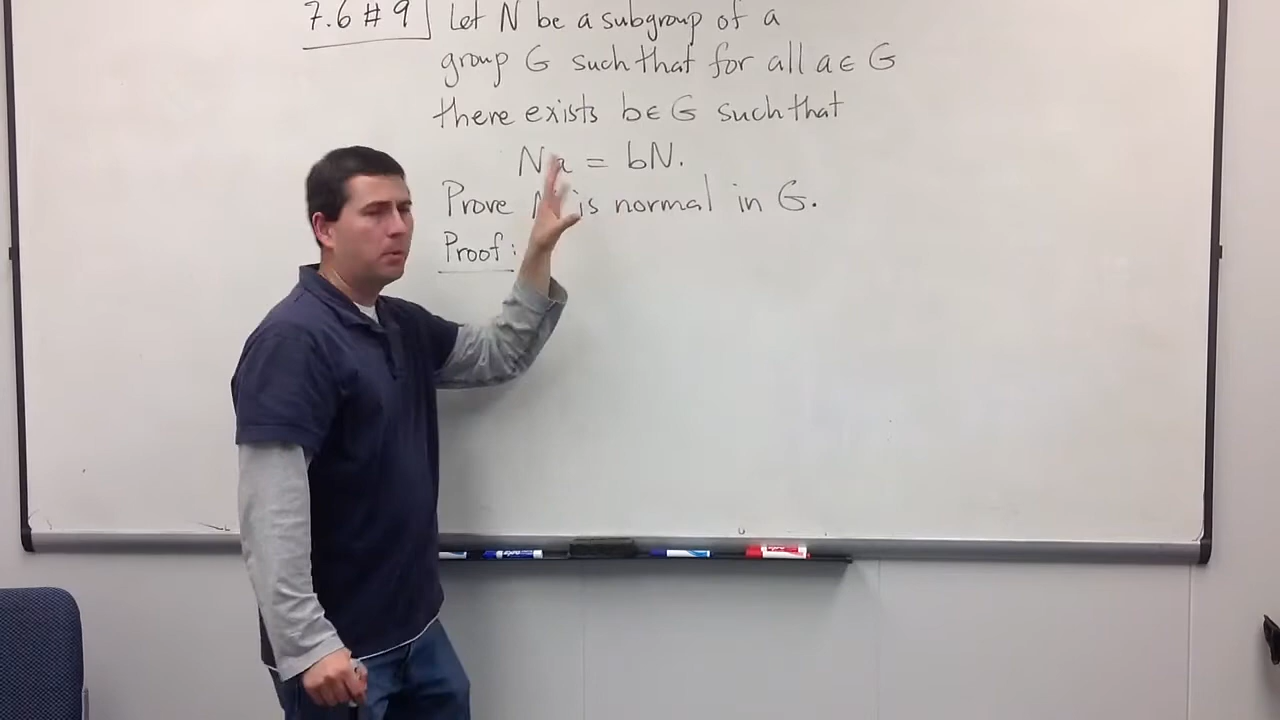 7.6 # 9 Let N be a subgroup of a
group G such that for all a ∈ G
there exists b ∈ G such that
Na = bN.
Prove N is normal in G.
Proof: